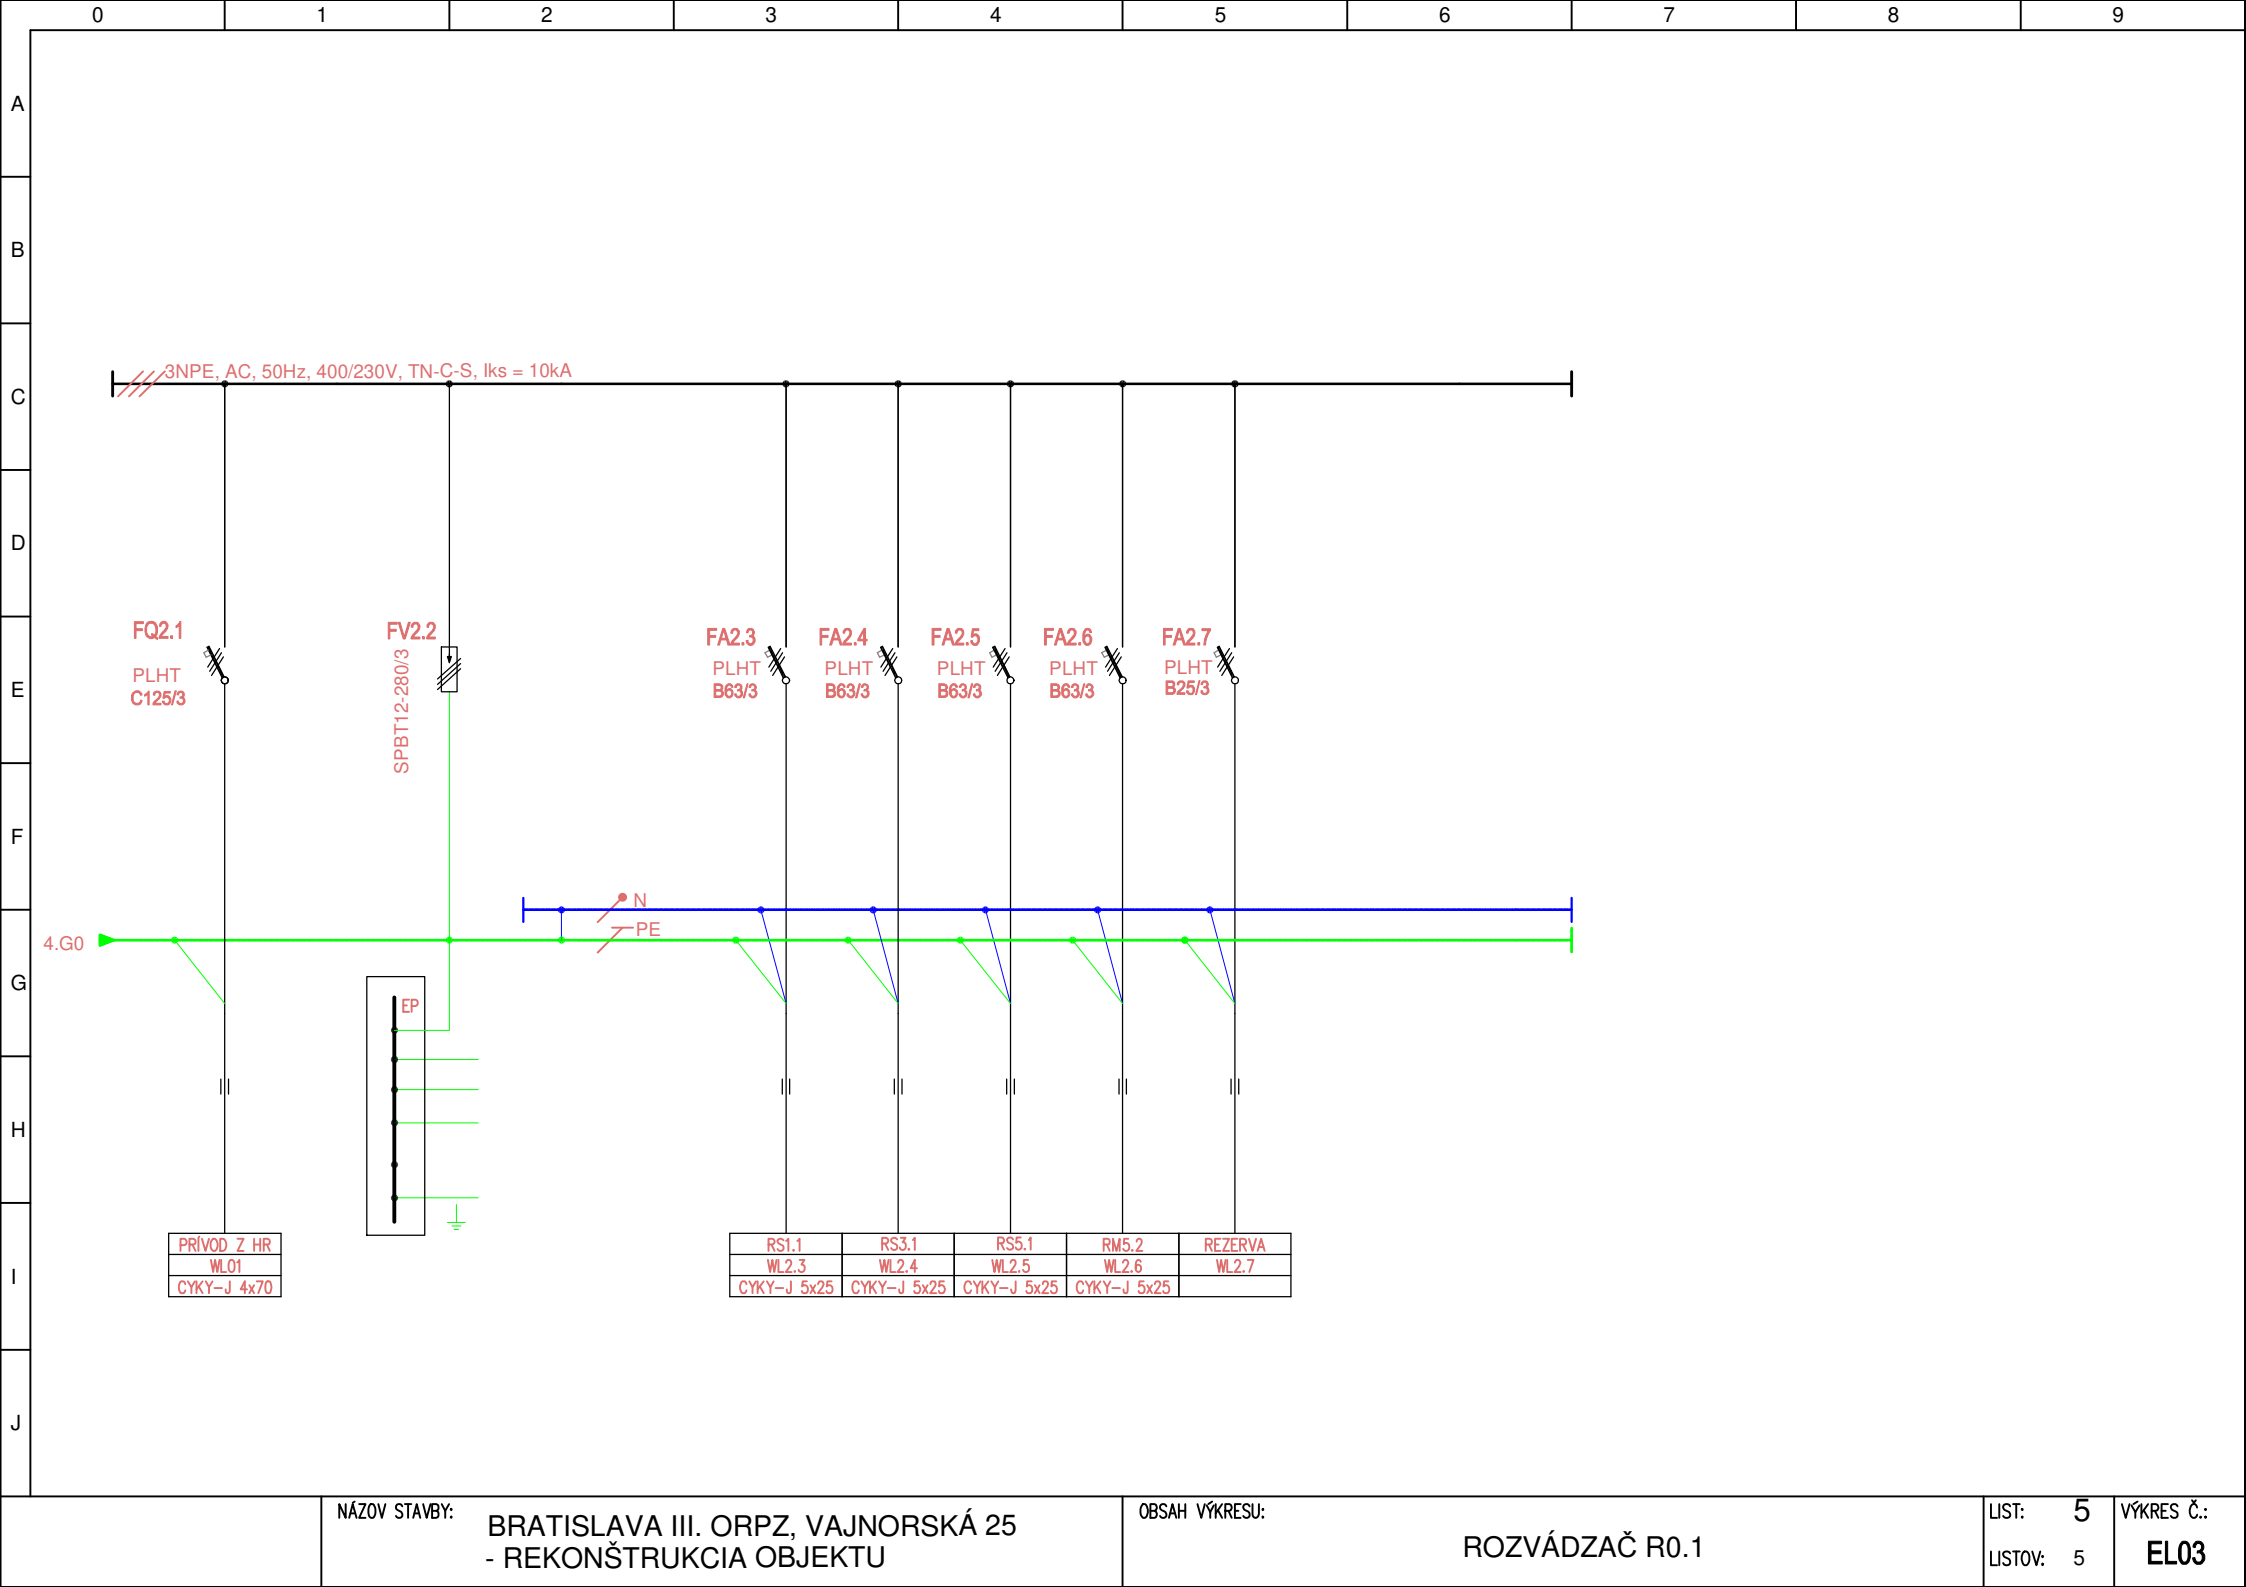 0 1 2 3 4 5 6 7 8 9
A
B
C
D
E
F
G
H
I
J
3NPE, AC, 50Hz, 400/230V, TN-C-S, Iks = 10kA
FQ2.1
PLHT
C125/3
FV2.2
SPBT12-280/3
FA2.3
PLHT
B63/3
FA2.4
PLHT
B63/3
FA2.5
PLHT
B63/3
FA2.6
PLHT
B63/3
FA2.7
PLHT
B25/3
N
PE
4.G0
EP
PRÍVOD Z HR
WL01
CYKY-J 4x70
RS1.1 RS3.1 RS5.1 RM5.2 REZERVA
WL2.3 WL2.4 WL2.5 WL2.6 WL2.7
CYKY-J 5x25 CYKY-J 5x25 CYKY-J 5x25 CYKY-J 5x25
NÁZOV STAVBY:
BRATISLAVA III. ORPZ, VAJNORSKÁ 25
- REKONŠTRUKCIA OBJEKTU
OBSAH VÝKRESU:
ROZVÁDZAČ R0.1
LIST: 5
LISTOV: 5
VÝKRES Č.:
EL03